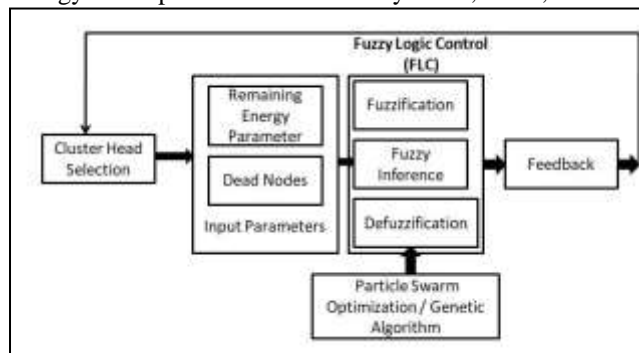 Fuzzy Logic Control
(FLC)
Remaining
Energy
Parameter
Dead Nodes
Input Parameters
Cluster Head
Selection
Fuzzification
Fuzzy
Inference
Defuzzification
Feedback
Particle Swarm
Optimization / Genetic
Algorithm